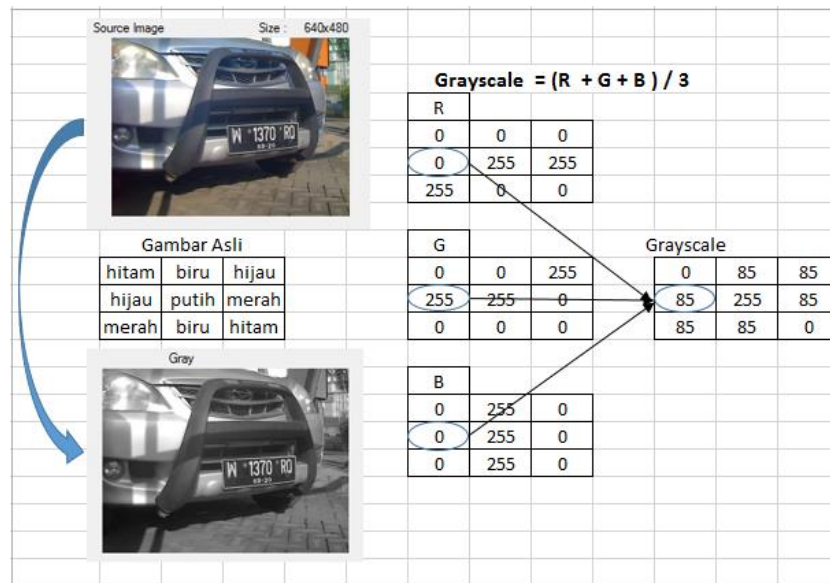 Source Image Size : 640x480
W 1370 RO
Grayscale = (R + G + B ) / 3
R
0 0 0
0 255 255
255 0 0
Gambar Asli
hitam biru hijau
hijau putih merah
merah biru hitam
G
0 0 255
255 255 0
0 0 0
Grayscale
0 85 85
85 255 85
85 85 0
Gray
W 1370 RO
B
0 255 0
0 255 0
0 255 0